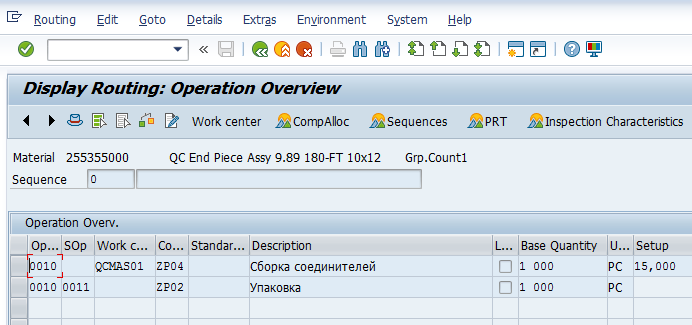 Routing Edit Goto Details Extras Environment System Help
Display Routing: Operation Overview
Work center CompAlloc Sequences PRT Inspection Characteristics
Material 255355000 QC End Piece Assy 9.89 180-FT 10x12 Grp.Count1
Sequence 0
Operation Overv.
Op... SOp Work c... Co... Standar... Description L... Base Quantity U... Setup
0010 QCMAS01 ZP04 Сборка соединителей 1 000 PC 15,000
0010 0011 ZP02 Упаковка 1 000 PC